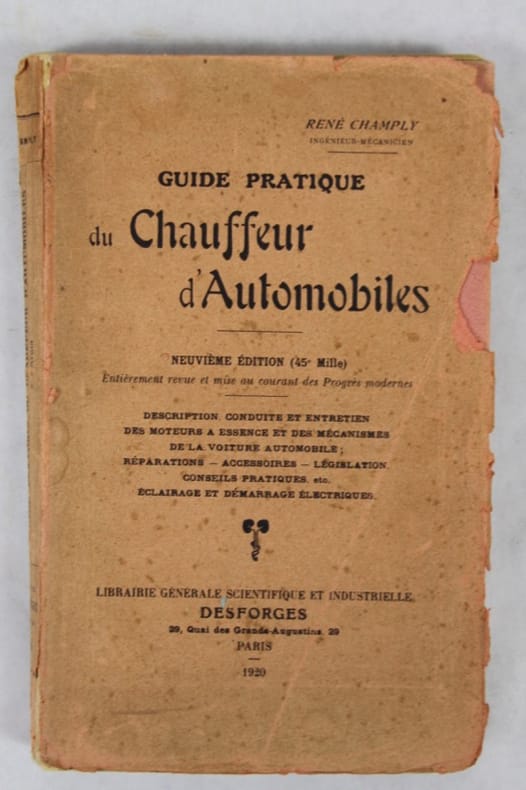 RENÉ CHAMPLY
INGÉNIEUR-MÉCANICIEN
GUIDE PRATIQUE
du Chauffeur
d'Automobiles
NEUVIÈME ÉDITION (45e Mille)
Entièrement revue et mise au courant des Progrès modernes
DESCRIPTION, CONDUITE ET ENTRETIEN
DES MOTEURS A ESSENCE ET DES MÉCANISMES
DE LA VOITURE AUTOMOBILE ;
RÉPARATIONS — ACCESSOIRES — LÉGISLATION,
CONSEILS PRATIQUES, etc.
ÉCLAIRAGE ET DÉMARRAGE ÉLECTRIQUES.
LIBRAIRIE GÉNÉRALE SCIENTIFIQUE ET INDUSTRIELLE
DESFORGES
29, Quai des Grands-Augustins, 29
PARIS
1920